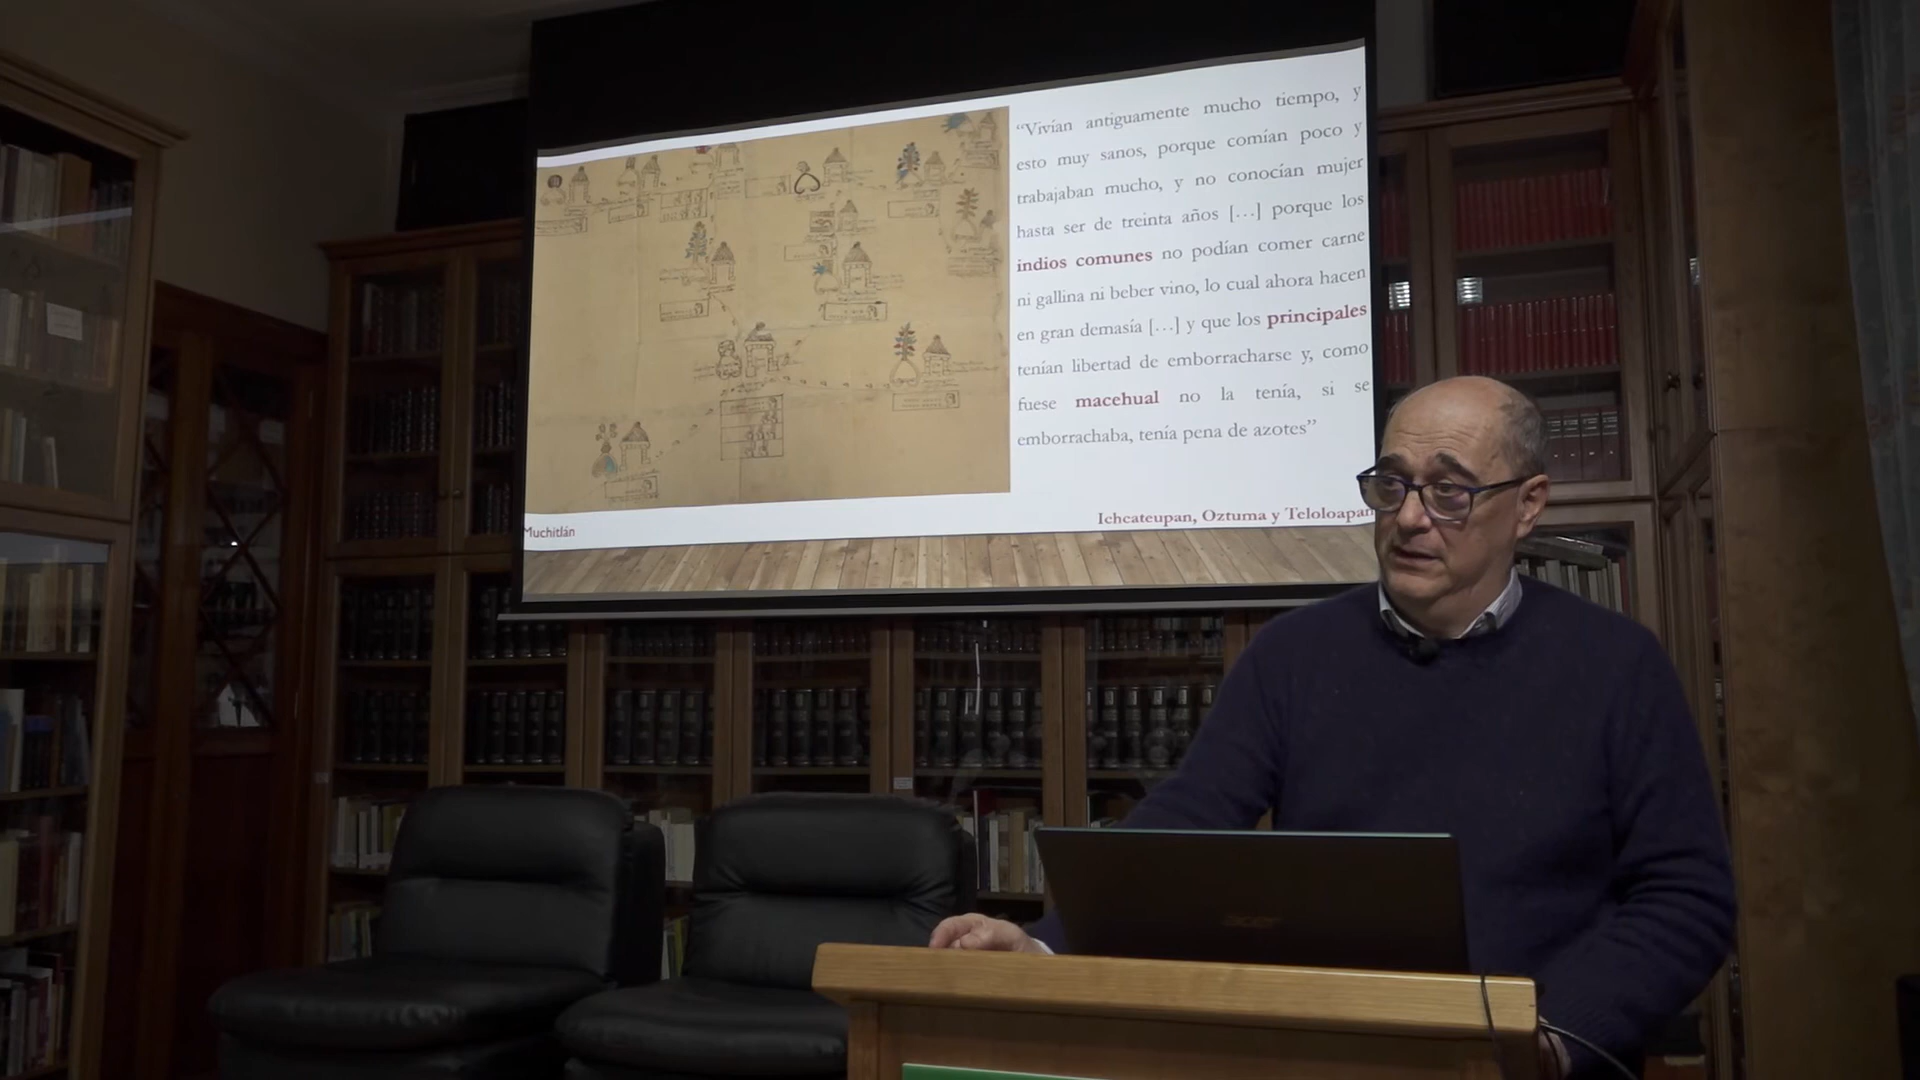 “Vivían antiguamente mucho tiempo, y
esto muy sanos, porque comían poco y
trabajaban mucho, y no conocían mujer
hasta ser de treinta años […] porque los
indios comunes no podían comer carne
ni gallina ni beber vino, lo cual ahora hacen
en gran demasía […] y que los principales
tenían libertad de emborracharse y, como
fuese macehual no la tenía, si se
emborrachaba, tenía pena de azotes”
Muchitlán
Ichcateupan, Oztuma y Teloloapan
acer